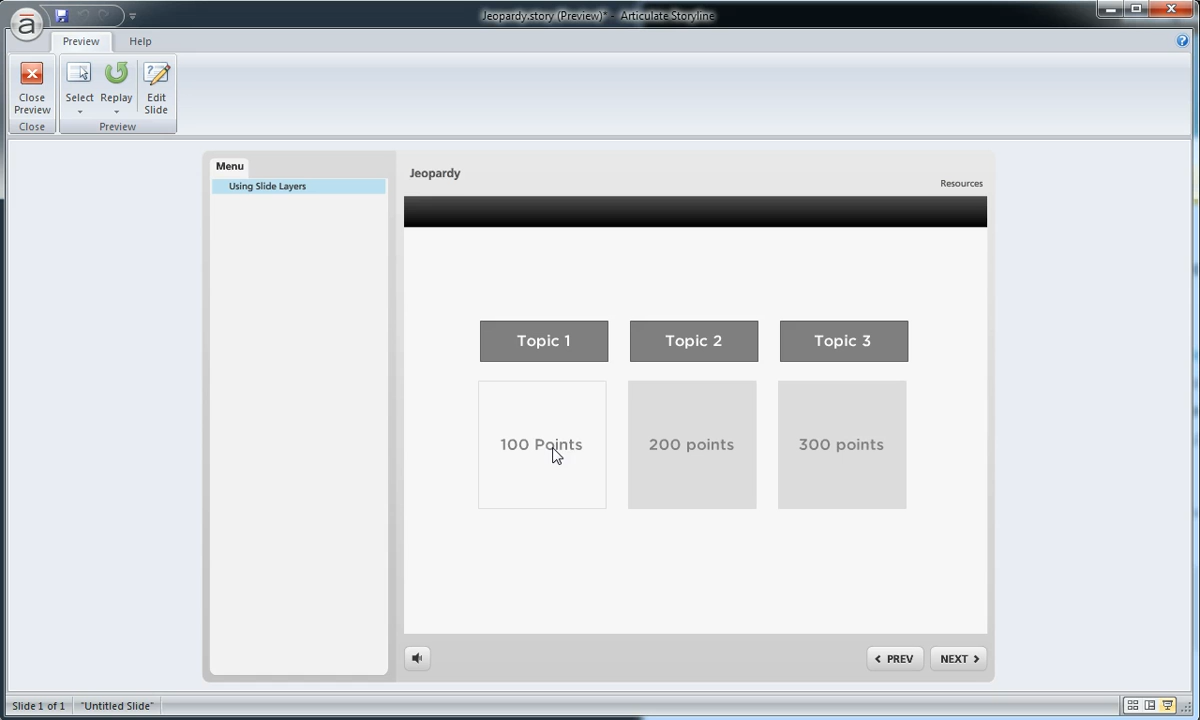 Jeopardy.story (Preview)* - Articulate Storyline
Preview Help
Close Preview
Select
Replay
Edit Slide
Close
Preview
Menu
Using Slide Layers
Jeopardy
Resources
Topic 1 Topic 2 Topic 3
100 Points 200 points 300 points
PREV NEXT
Slide 1 of 1 "Untitled Slide"